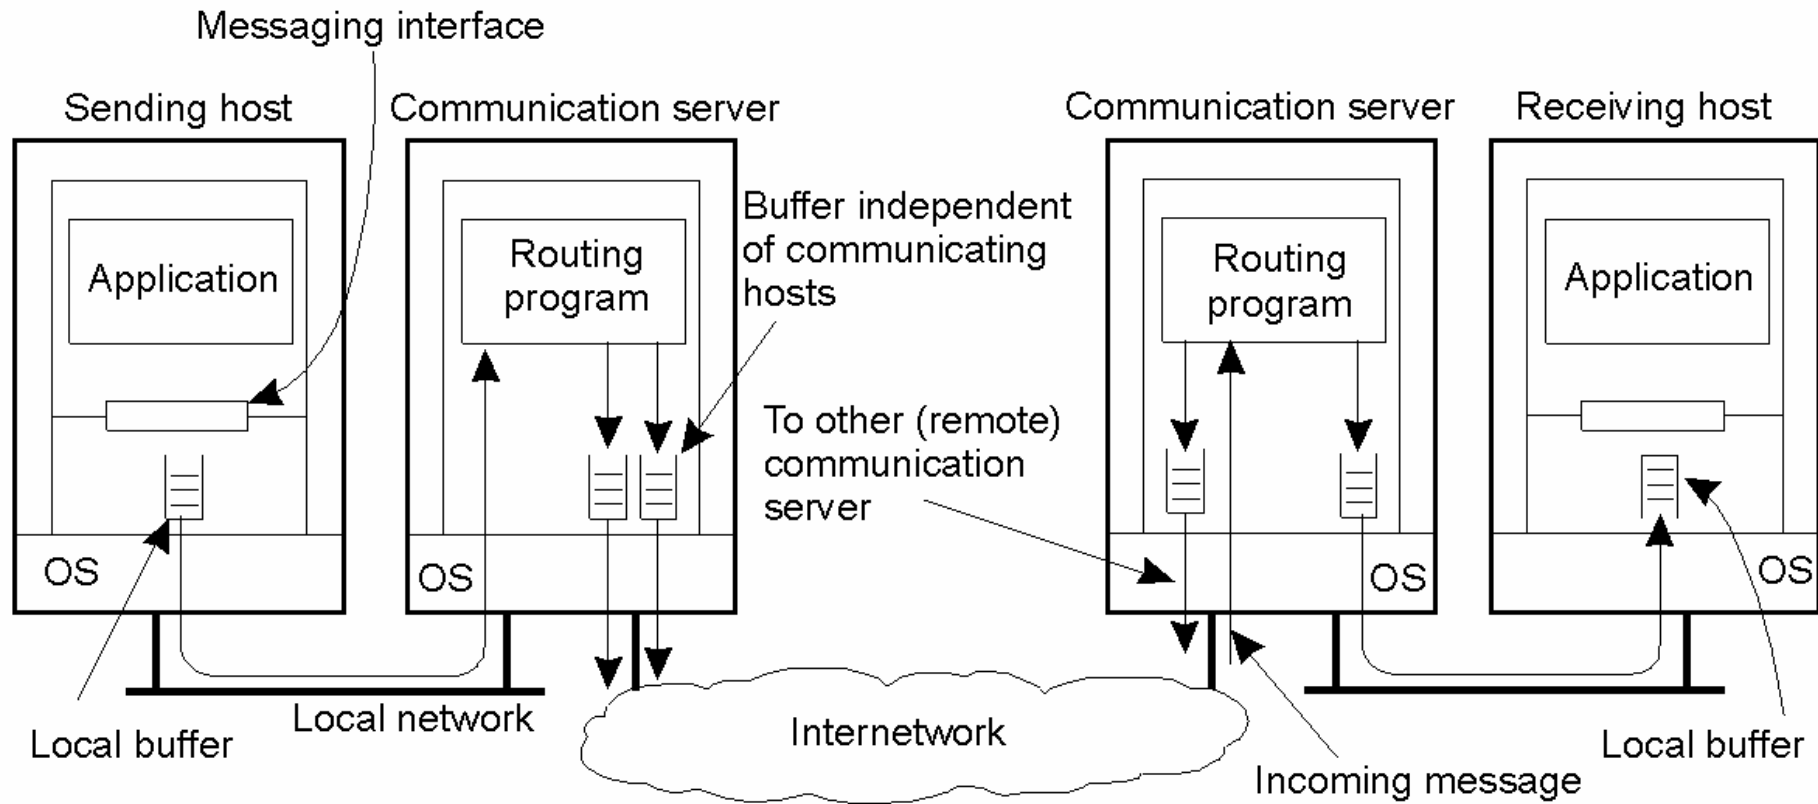 Messaging interface
Sending host
Communication server
Communication server
Receiving host
Buffer independent
of communicating
hosts
Application
Routing
program
Routing
program
Application
To other (remote)
communication
server
OS
OS
OS
OS
Local network
Local buffer
Internetwork
Local buffer
Incoming message